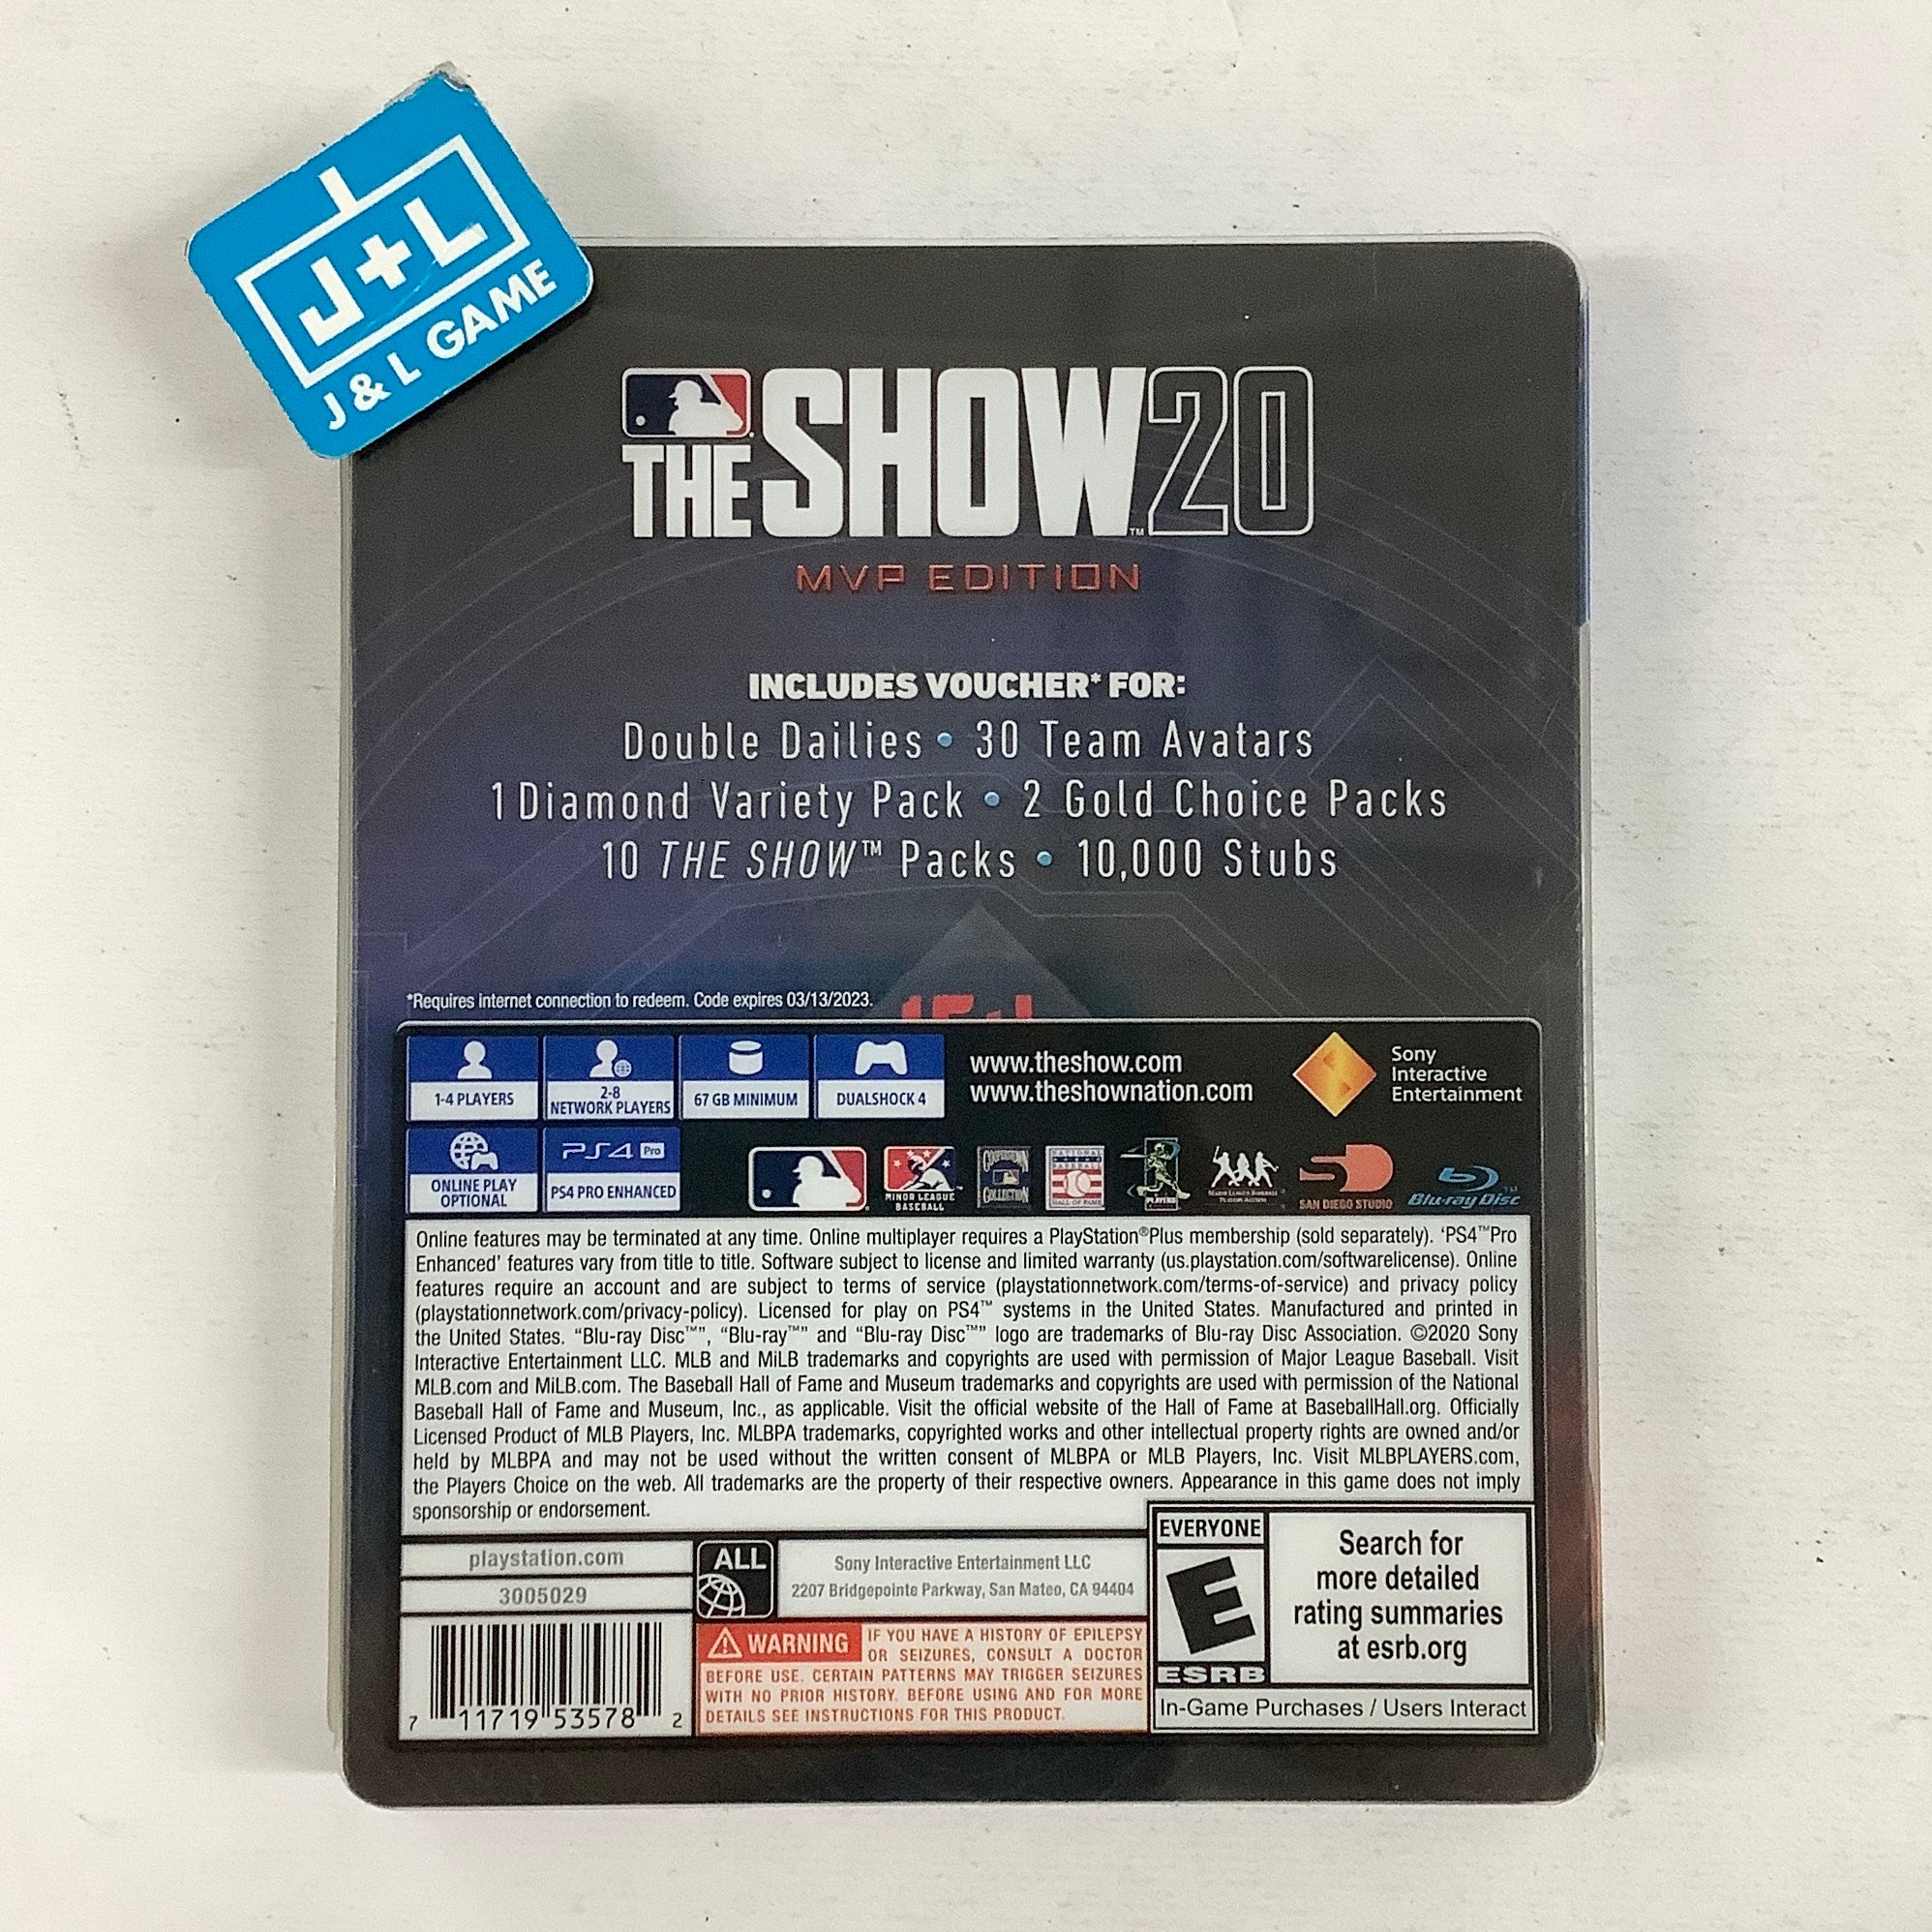 J+L
J & L GAME
THE SHOW 20
™
MVP EDITION
INCLUDES VOUCHER* FOR:
Double Dailies • 30 Team Avatars
1 Diamond Variety Pack • 2 Gold Choice Packs
10 THE SHOW™ Packs • 10,000 Stubs
*Requires internet connection to redeem. Code expires 03/13/2023.
1-4 PLAYERS
2-8
NETWORK PLAYERS
67 GB MINIMUM
DUALSHOCK 4
www.theshow.com
www.theshownation.com
Sony
Interactive
Entertainment
ONLINE PLAY
OPTIONAL
PS4 Pro
PS4 PRO ENHANCED
MINOR LEAGUE
BASEBALL
COOPERSTOWN
COLLECTION
NATIONAL
BASEBALL
HALL OF FAME
PLAYERS
MAJOR LEAGUE BASEBALL
PLAYERS ALUMNI
SAN DIEGO STUDIO
Blu-ray Disc™
Online features may be terminated at any time. Online multiplayer requires a PlayStation®Plus membership (sold separately). ‘PS4™Pro
Enhanced’ features vary from title to title. Software subject to license and limited warranty (us.playstation.com/softwarelicense). Online
features require an account and are subject to terms of service (playstationnetwork.com/terms-of-service) and privacy policy
(playstationnetwork.com/privacy-policy). Licensed for play on PS4™ systems in the United States. Manufactured and printed in
the United States. “Blu-ray Disc™”, “Blu-ray™” and “Blu-ray Disc™” logo are trademarks of Blu-ray Disc Association. ©2020 Sony
Interactive Entertainment LLC. MLB and MiLB trademarks and copyrights are used with permission of Major League Baseball. Visit
MLB.com and MiLB.com. The Baseball Hall of Fame and Museum trademarks and copyrights are used with permission of the National
Baseball Hall of Fame and Museum, Inc., as applicable. Visit the official website of the Hall of Fame at BaseballHall.org. Officially
Licensed Product of MLB Players, Inc. MLBPA trademarks, copyrighted works and other intellectual property rights are owned and/or
held by MLBPA and may not be used without the written consent of MLBPA or MLB Players, Inc. Visit MLBPLAYERS.com,
the Players Choice on the web. All trademarks are the property of their respective owners. Appearance in this game does not imply
sponsorship or endorsement.
playstation.com
3005029
7 11719 53578 2
ALL
Sony Interactive Entertainment LLC
2207 Bridgepointe Parkway, San Mateo, CA 94404
WARNING IF YOU HAVE A HISTORY OF EPILEPSY
OR SEIZURES, CONSULT A DOCTOR
BEFORE USE. CERTAIN PATTERNS MAY TRIGGER SEIZURES
WITH NO PRIOR HISTORY. BEFORE USING AND FOR MORE
DETAILS SEE INSTRUCTIONS FOR THIS PRODUCT.
EVERYONE
E
ESRB
Search for
more detailed
rating summaries
at esrb.org
In-Game Purchases / Users Interact